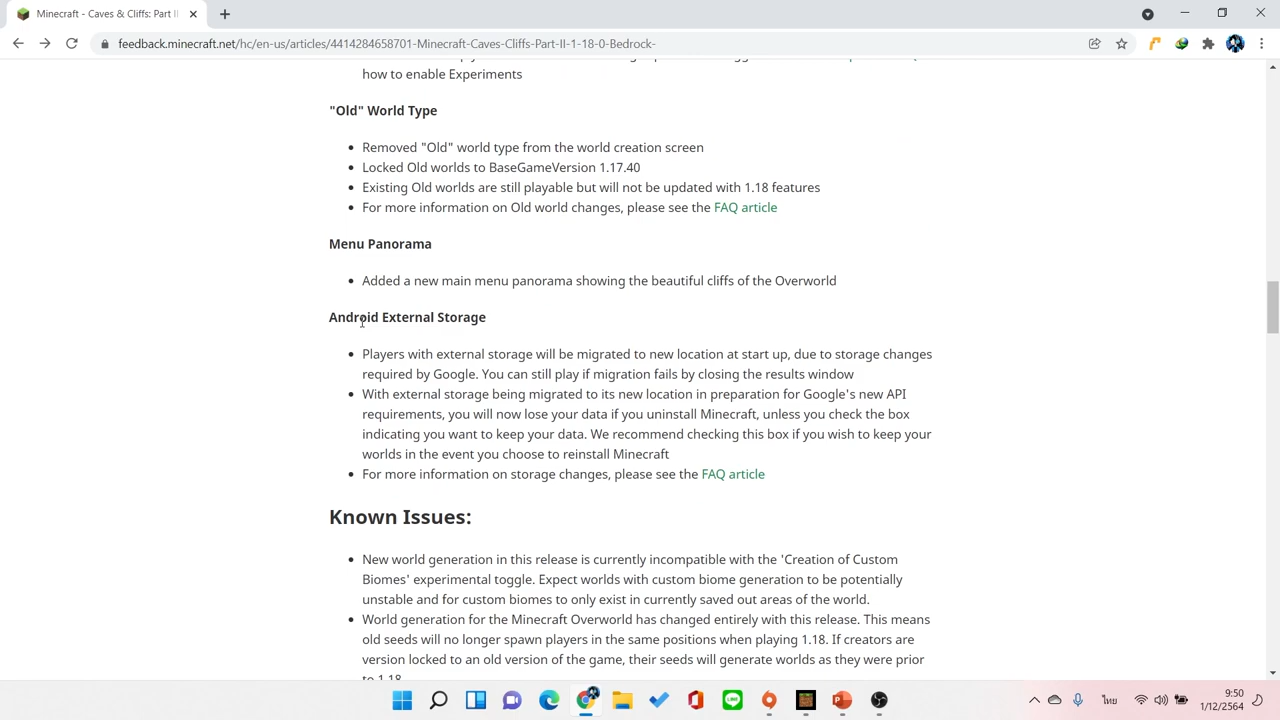 Minecraft - Caves & Cliffs: Part II
feedback.minecraft.net/hc/en-us/articles/4414284658701-Minecraft-Caves-Cliffs-Part-II-1-18-0-Bedrock-
how to enable Experiments
"Old" World Type
Removed "Old" world type from the world creation screen
Locked Old worlds to BaseGameVersion 1.17.40
Existing Old worlds are still playable but will not be updated with 1.18 features
For more information on Old world changes, please see the FAQ article
Menu Panorama
Added a new main menu panorama showing the beautiful cliffs of the Overworld
Android External Storage
Players with external storage will be migrated to new location at start up, due to storage changes
required by Google. You can still play if migration fails by closing the results window
With external storage being migrated to its new location in preparation for Google's new API
requirements, you will now lose your data if you uninstall Minecraft, unless you check the box
indicating you want to keep your data. We recommend checking this box if you wish to keep your
worlds in the event you choose to reinstall Minecraft
For more information on storage changes, please see the FAQ article
Known Issues:
New world generation in this release is currently incompatible with the 'Creation of Custom
Biomes' experimental toggle. Expect worlds with custom biome generation to be potentially
unstable and for custom biomes to only exist in currently saved out areas of the world.
World generation for the Minecraft Overworld has changed entirely with this release. This means
old seeds will no longer spawn players in the same positions when playing 1.18. If creators are
version locked to an old version of the game, their seeds will generate worlds as they were prior
to 1.18
ไทย
9:50
1/12/2564